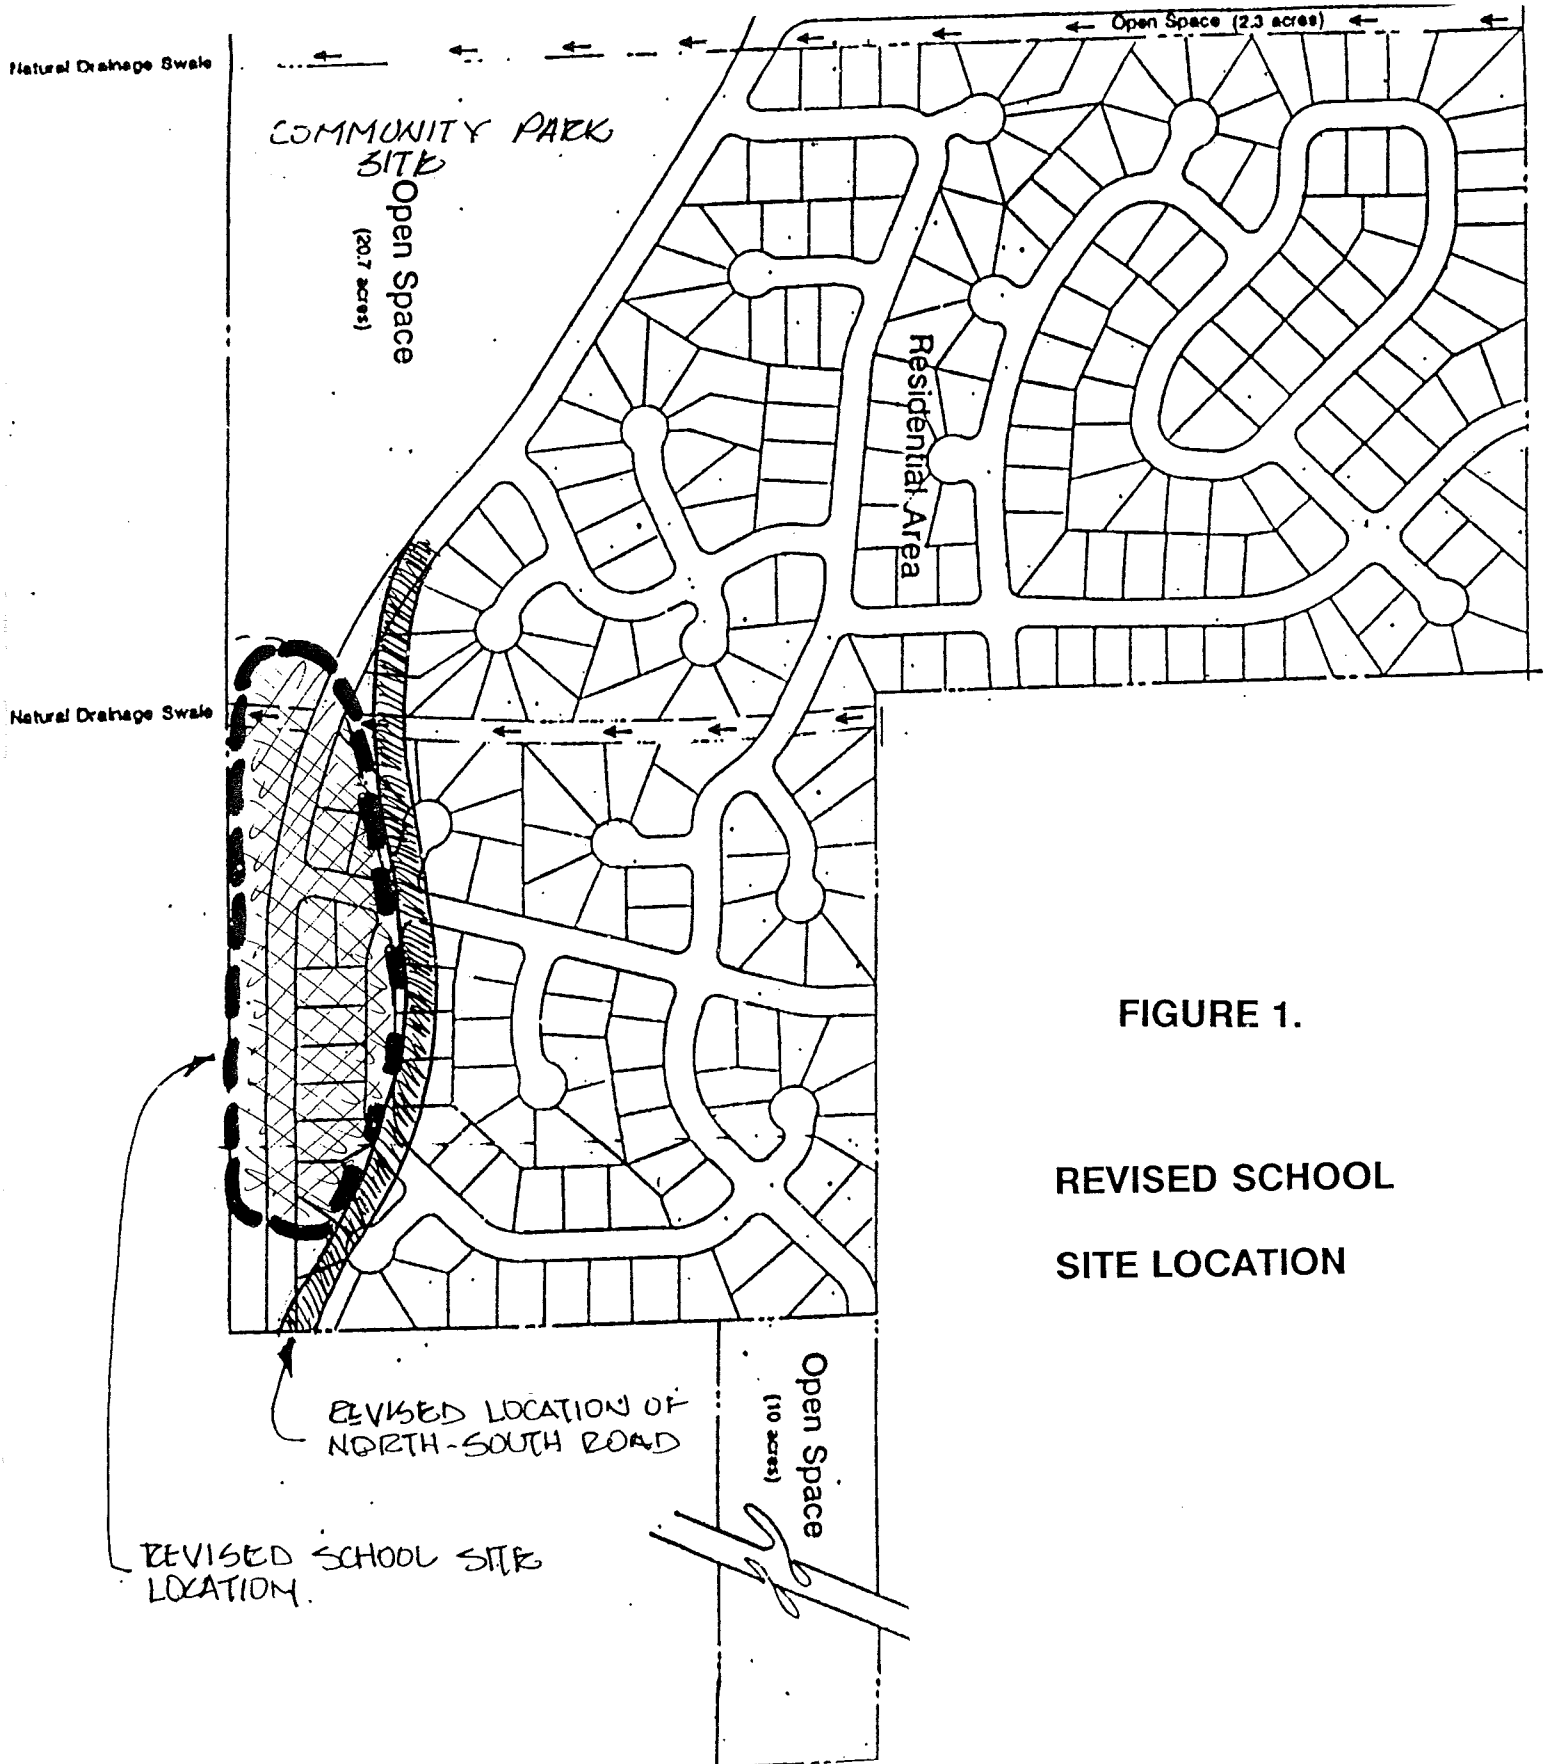 Open Space (2.3 acres)
Natural Drainage Swale
COMMUNITY PARK
SITE
Open Space
(20.7 acres)
Residential Area
Natural Drainage Swale
FIGURE 1.
REVISED SCHOOL
SITE LOCATION
REVISED LOCATION OF
NORTH-SOUTH ROAD
Open Space
(10 acres)
REVISED SCHOOL SITE
LOCATION.